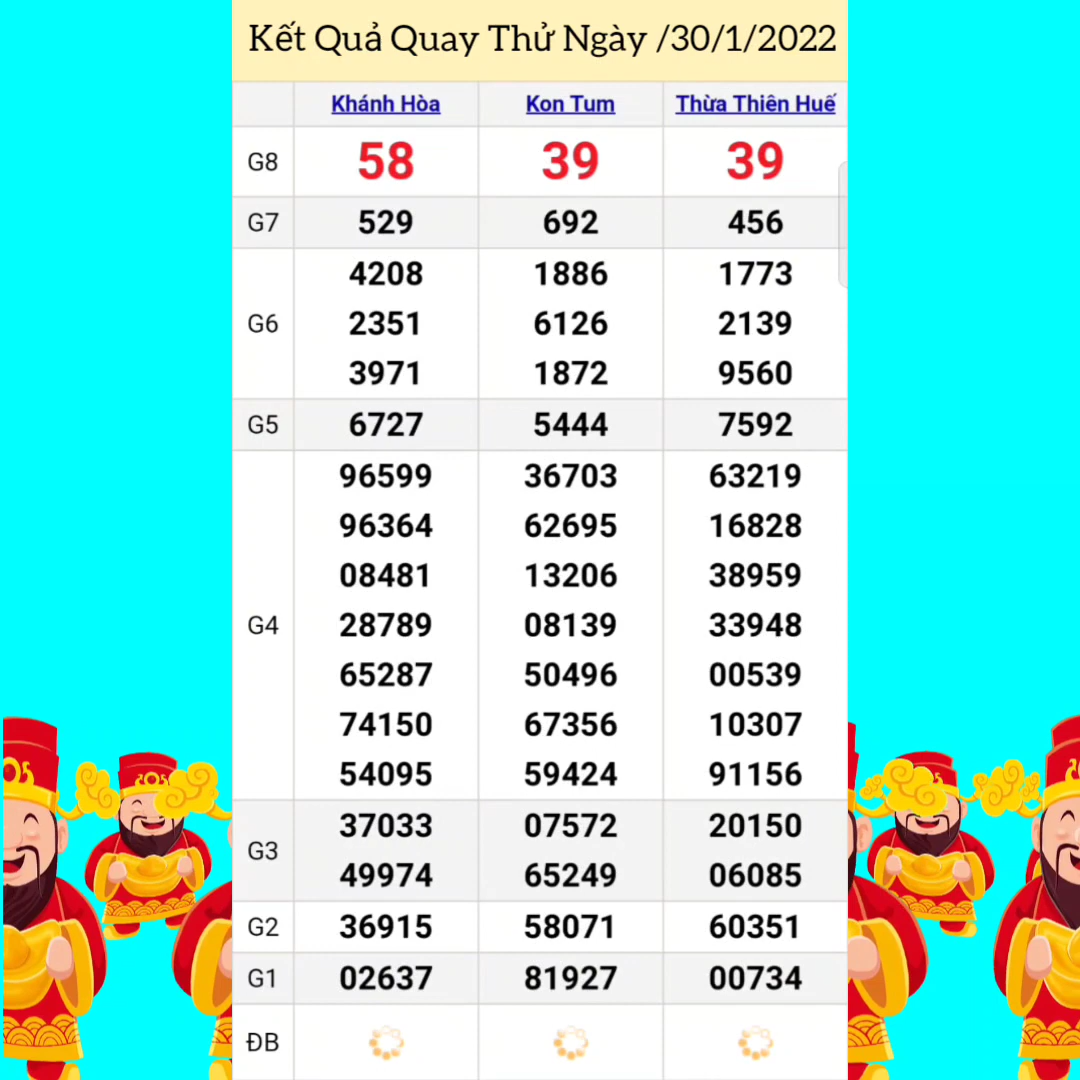 Kết Quả Quay Thử Ngày /30/1/2022
Khánh Hòa Kon Tum Thừa Thiên Huế
G8 58 39 39
G7 529 692 456
4208 1886 1773
G6 2351 6126 2139
3971 1872 9560
G5 6727 5444 7592
96599 36703 63219
96364 62695 16828
08481 13206 38959
G4 28789 08139 33948
65287 50496 00539
74150 67356 10307
54095 59424 91156
G3
37033 07572 20150
49974 65249 06085
G2 36915 58071 60351
G1 02637 81927 00734
ĐB